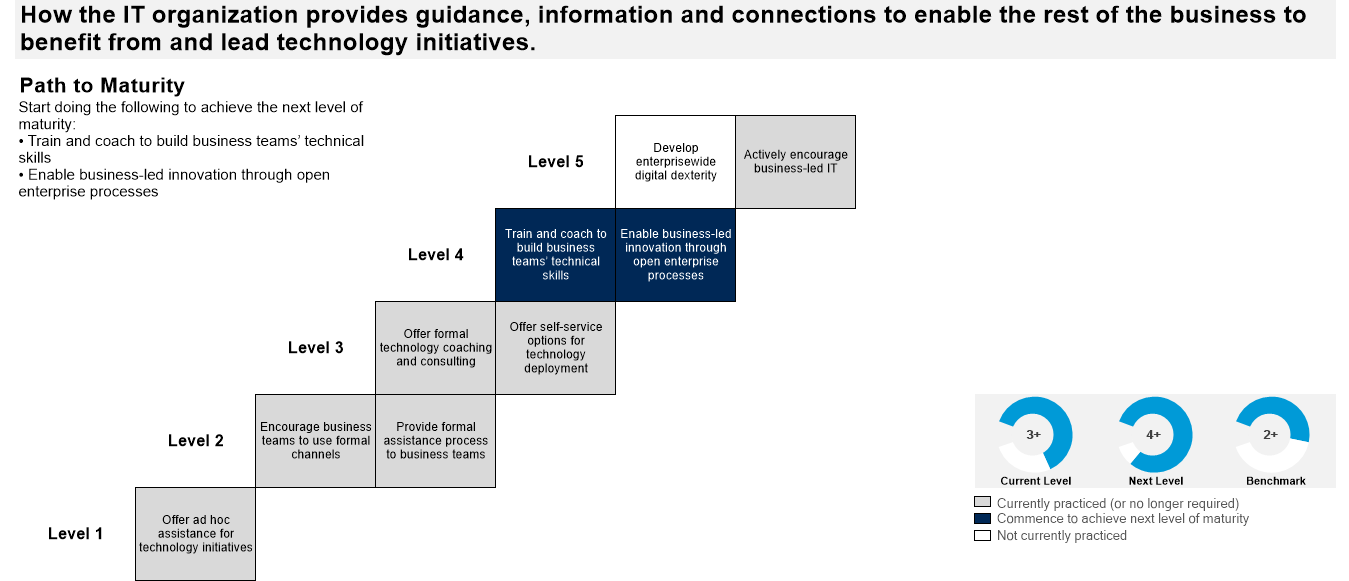 How the IT organization provides guidance, information and connections to enable the rest of the business to
benefit from and lead technology initiatives.
Path to Maturity
Start doing the following to achieve the next level of
maturity:
• Train and coach to build business teams’ technical
skills
• Enable business-led innovation through open
enterprise processes
Level 5
Develop
enterprisewide
digital dexterity
Actively encourage
business-led IT
Level 4
Train and coach to
build business
teams’ technical
skills
Enable business-led
innovation through
open enterprise
processes
Level 3
Offer formal
technology coaching
and consulting
Offer self-service
options for
technology
deployment
Level 2
Encourage business
teams to use formal
channels
Provide formal
assistance process
to business teams
Level 1
Offer ad hoc
assistance for
technology initiatives
3+
Current Level
4+
Next Level
2+
Benchmark
Currently practiced (or no longer required)
Commence to achieve next level of maturity
Not currently practiced